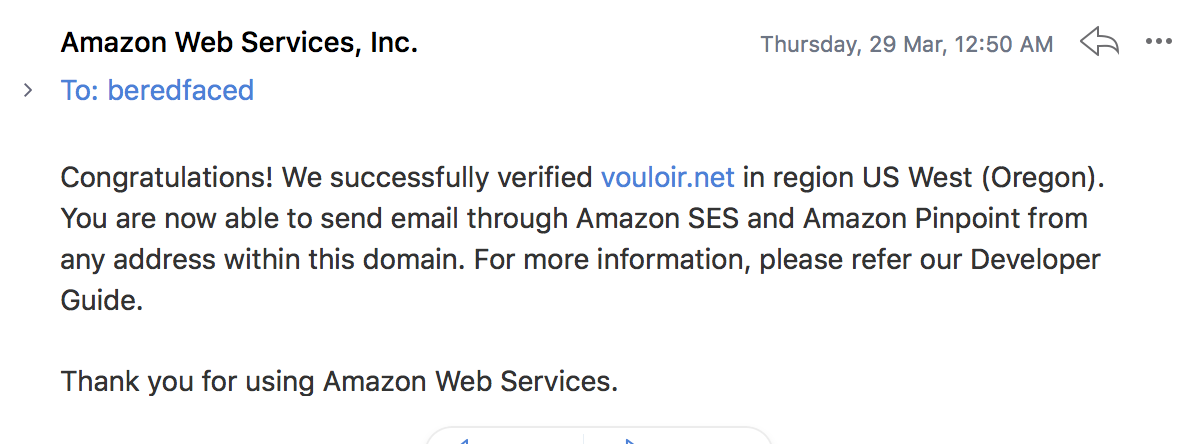 Amazon Web Services, Inc.
Thursday, 29 Mar, 12:50 AM
To: beredfaced
Congratulations! We successfully verified vouloir.net in region US West (Oregon).
You are now able to send email through Amazon SES and Amazon Pinpoint from
any address within this domain. For more information, please refer our Developer
Guide.
Thank you for using Amazon Web Services.